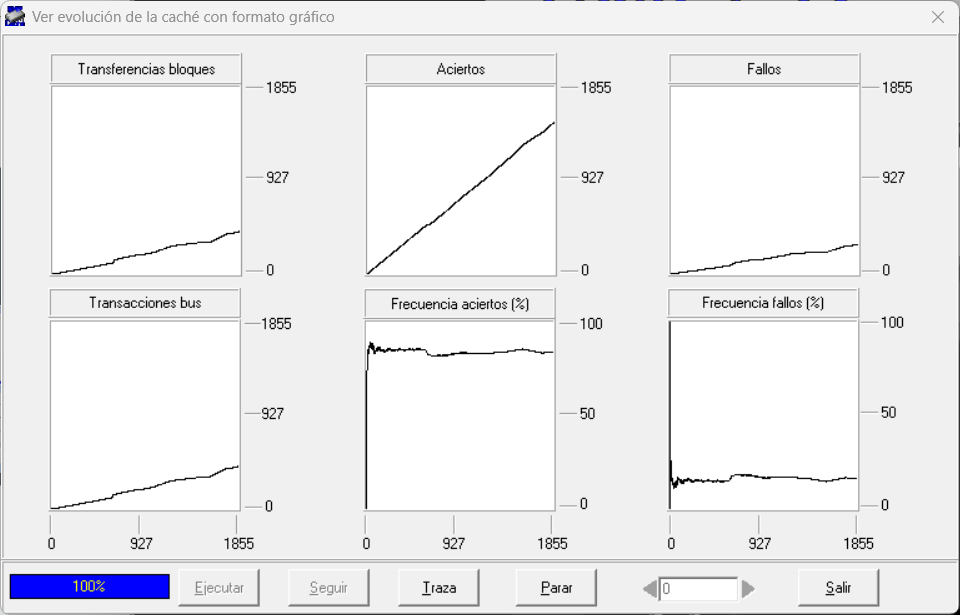 Ver evolución de la caché con formato gráfico
Transferencias bloques
1855
927
0
Aciertos
1855
927
0
Fallos
1855
927
0
Transacciones bus
1855
927
0
0
927
1855
Frecuencia aciertos (%)
100
50
0
0
927
1855
Frecuencia fallos (%)
100
50
0
0
927
1855
100%
Ejecutar
Seguir
Traza
Parar
0
Salir